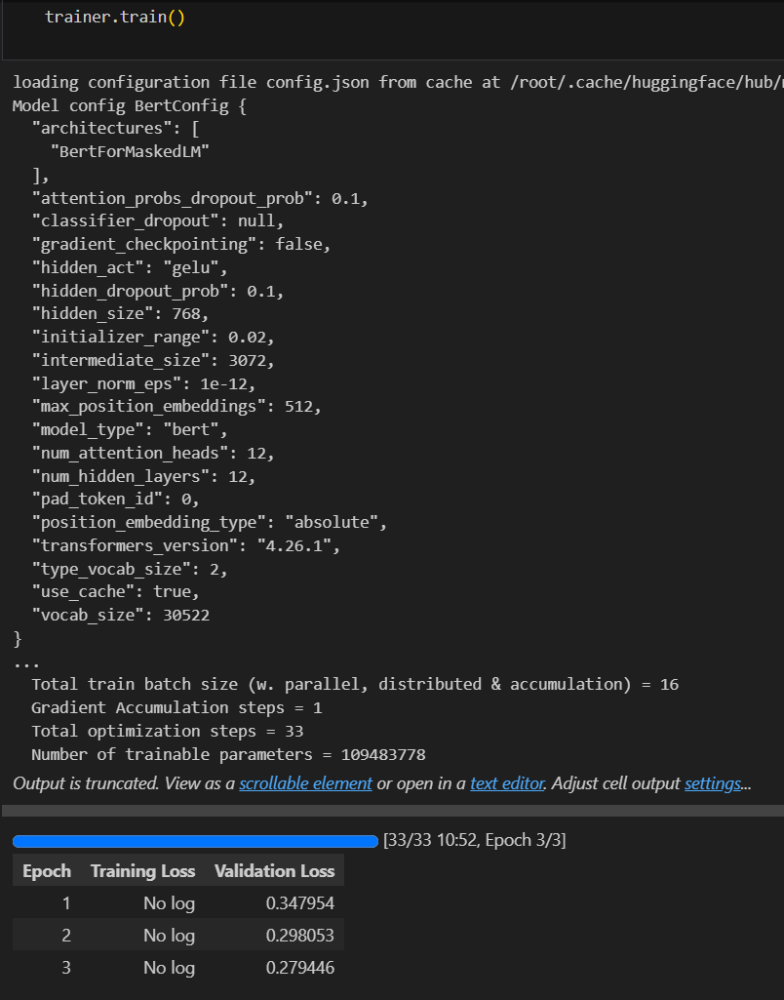 trainer.train()
loading configuration file config.json from cache at /root/.cache/huggingface/hub/
Model config BertConfig {
  "architectures": [
    "BertForMaskedLM"
  ],
  "attention_probs_dropout_prob": 0.1,
  "classifier_dropout": null,
  "gradient_checkpointing": false,
  "hidden_act": "gelu",
  "hidden_dropout_prob": 0.1,
  "hidden_size": 768,
  "initializer_range": 0.02,
  "intermediate_size": 3072,
  "layer_norm_eps": 1e-12,
  "max_position_embeddings": 512,
  "model_type": "bert",
  "num_attention_heads": 12,
  "num_hidden_layers": 12,
  "pad_token_id": 0,
  "position_embedding_type": "absolute",
  "transformers_version": "4.26.1",
  "type_vocab_size": 2,
  "use_cache": true,
  "vocab_size": 30522
}
...
  Total train batch size (w. parallel, distributed & accumulation) = 16
  Gradient Accumulation steps = 1
  Total optimization steps = 33
  Number of trainable parameters = 109483778
Output is truncated. View as a scrollable element or open in a text editor. Adjust cell output settings...
[33/33 10:52, Epoch 3/3]
Epoch Training Loss Validation Loss
1 No log 0.347954
2 No log 0.298053
3 No log 0.279446